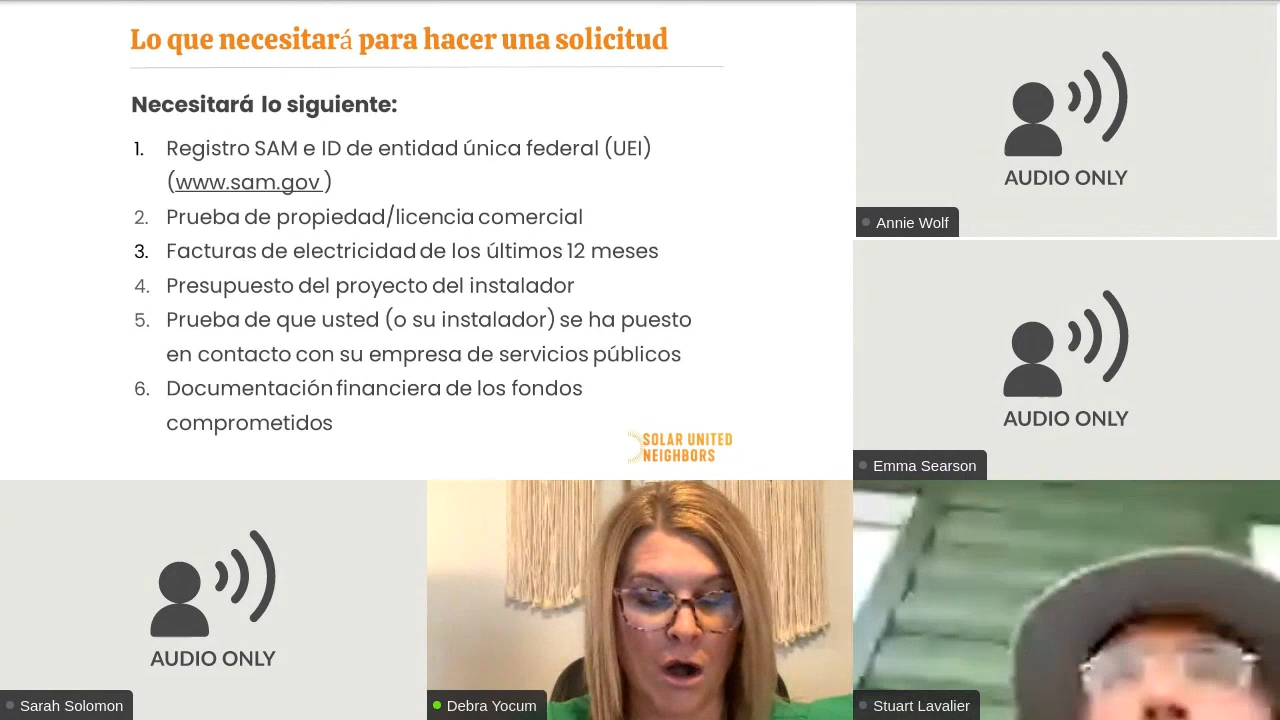 Lo que necesitará para hacer una solicitud
Necesitará lo siguiente:
1. Registro SAM e ID de entidad única federal (UEI)
(www.sam.gov )
2. Prueba de propiedad/licencia comercial
3. Facturas de electricidad de los últimos 12 meses
4. Presupuesto del proyecto del instalador
5. Prueba de que usted (o su instalador) se ha puesto
en contacto con su empresa de servicios públicos
6. Documentación financiera de los fondos
comprometidos
SOLAR UNITED
NEIGHBORS
AUDIO ONLY
Annie Wolf
AUDIO ONLY
Emma Searson
AUDIO ONLY
Sarah Solomon
Debra Yocum
Stuart Lavalier